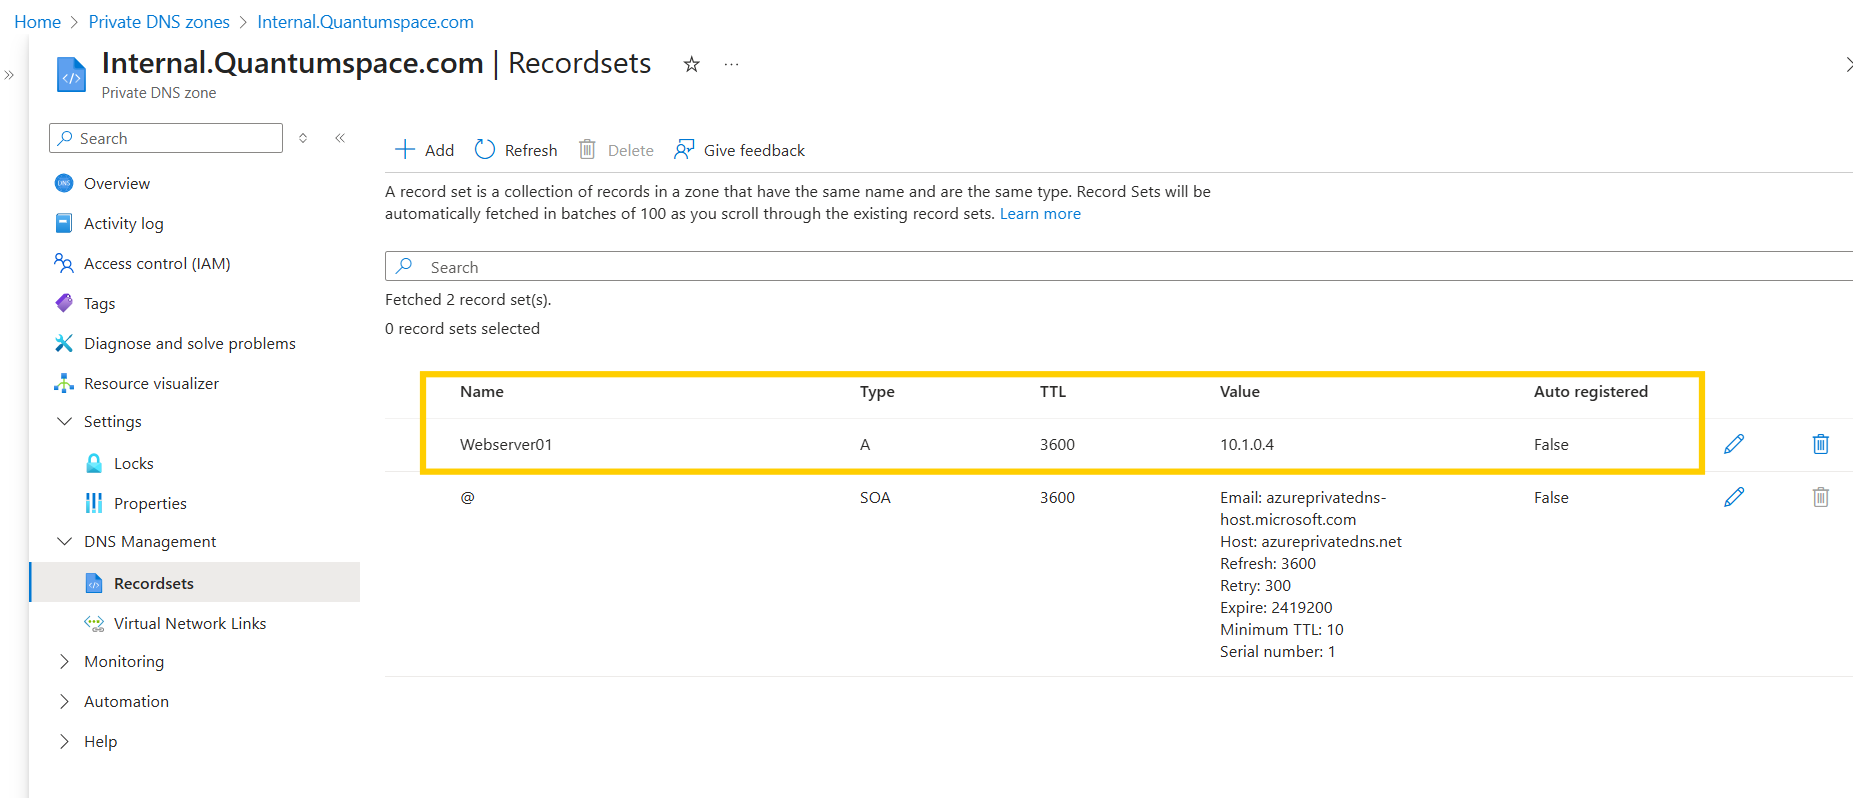 Home > Private DNS zones > Internal.Quantumspace.com
Internal.Quantumspace.com | Recordsets
Private DNS zone
Search
Overview
Activity log
Access control (IAM)
Tags
Diagnose and solve problems
Resource visualizer
Settings
Locks
Properties
DNS Management
Recordsets
Virtual Network Links
Monitoring
Automation
Help
Add Refresh Delete Give feedback
A record set is a collection of records in a zone that have the same name and are the same type. Record Sets will be
automatically fetched in batches of 100 as you scroll through the existing record sets. Learn more
Search
Fetched 2 record set(s).
0 record sets selected
Name Type TTL Value Auto registered
Webserver01 A 3600 10.1.0.4 False
@ SOA 3600 Email: azureprivatedns- False
host.microsoft.com
Host: azureprivatedns.net
Refresh: 3600
Retry: 300
Expire: 2419200
Minimum TTL: 10
Serial number: 1